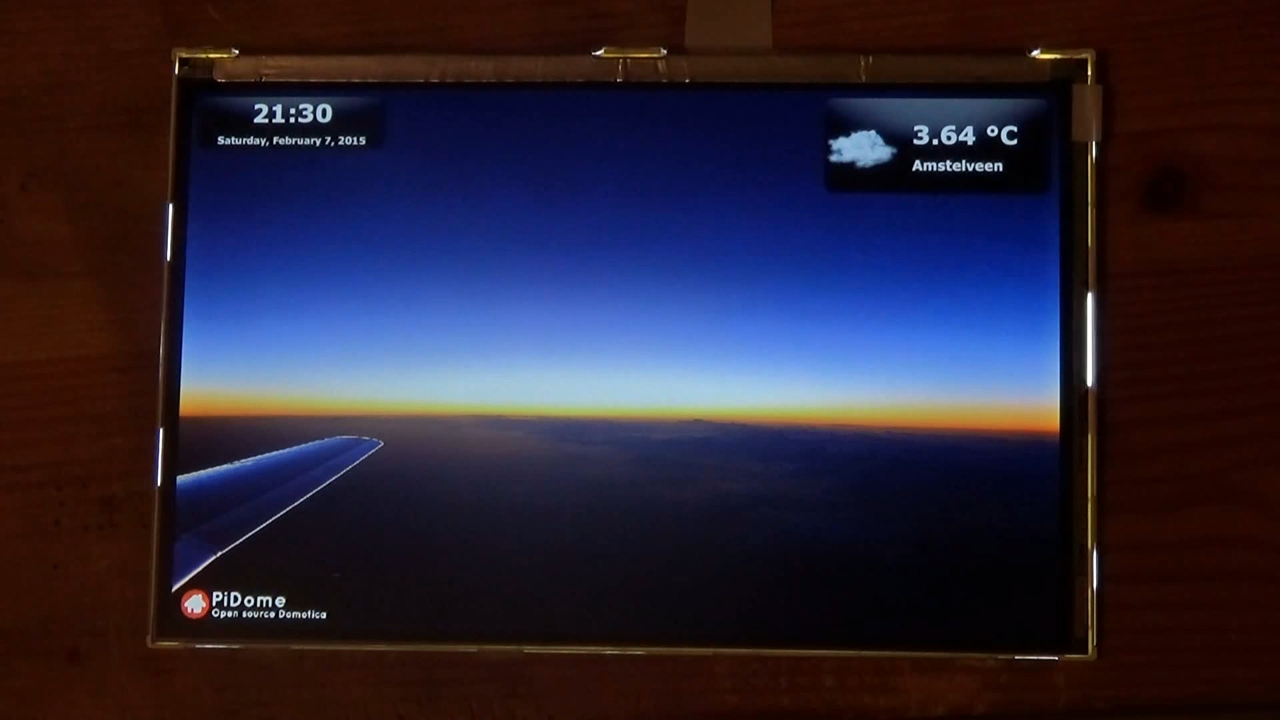 21:30
Saturday, February 7, 2015
3.64 °C
Amstelveen
PiDome
Open source Domotica